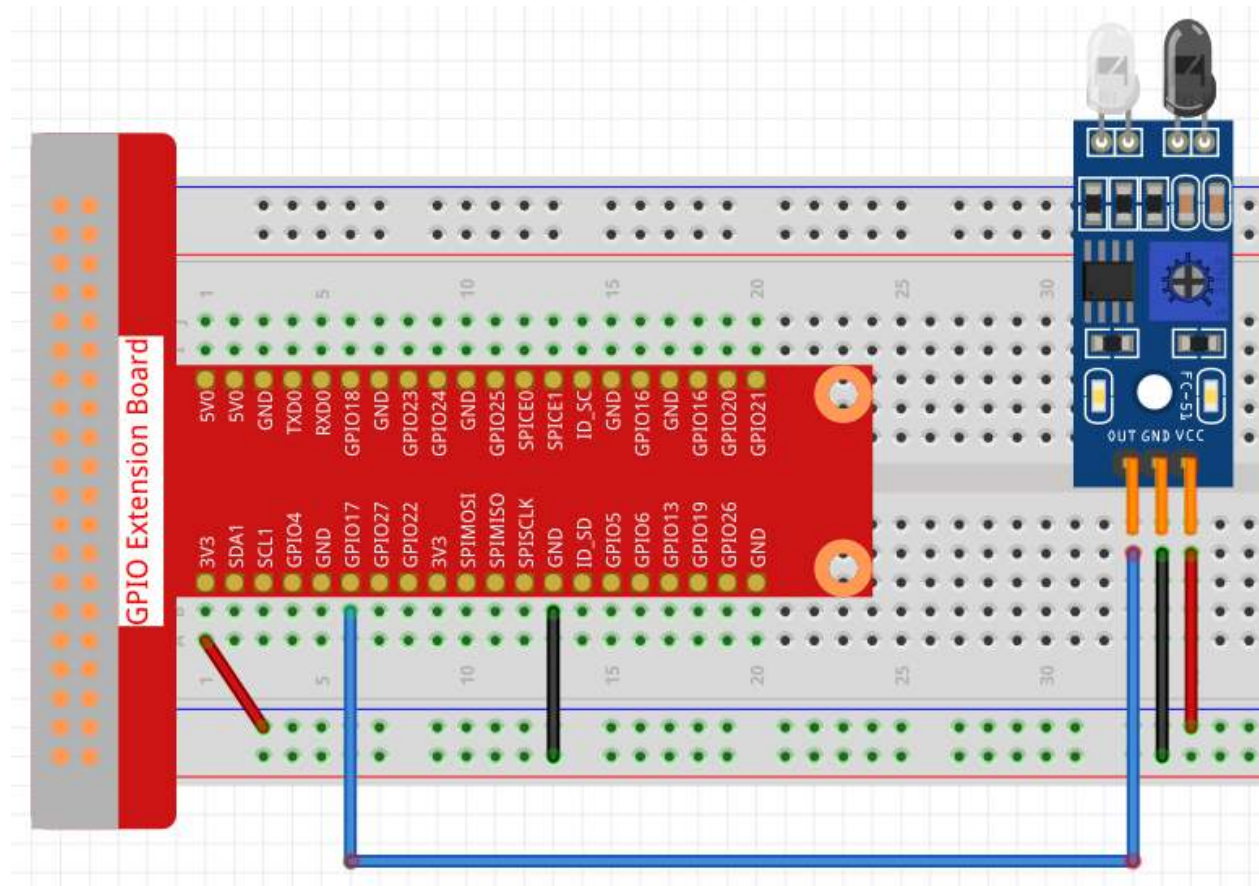 GPIO Extension Board
1 5 10 15 20 25 30
J
5V0 5V0 GND TXD0 RXD0 GPIO18 GND GPIO23 GPIO24 GND GPIO25 SPICE0 SPICE1 ID_SC GND GPIO16 GND GPIO16 GPIO20 GPIO21
FC-51
OUT GND VCC
3V3 SDA1 SCL1 GPIO4 GND GPIO17 GPIO27 GPIO22 3V3 SPIMOSI SPIMISO SPISCLK GND ID_SD GPIO5 GPIO6 GPIO13 GPIO19 GPIO26 GND
B
A
1 5 10 15 20 25 30